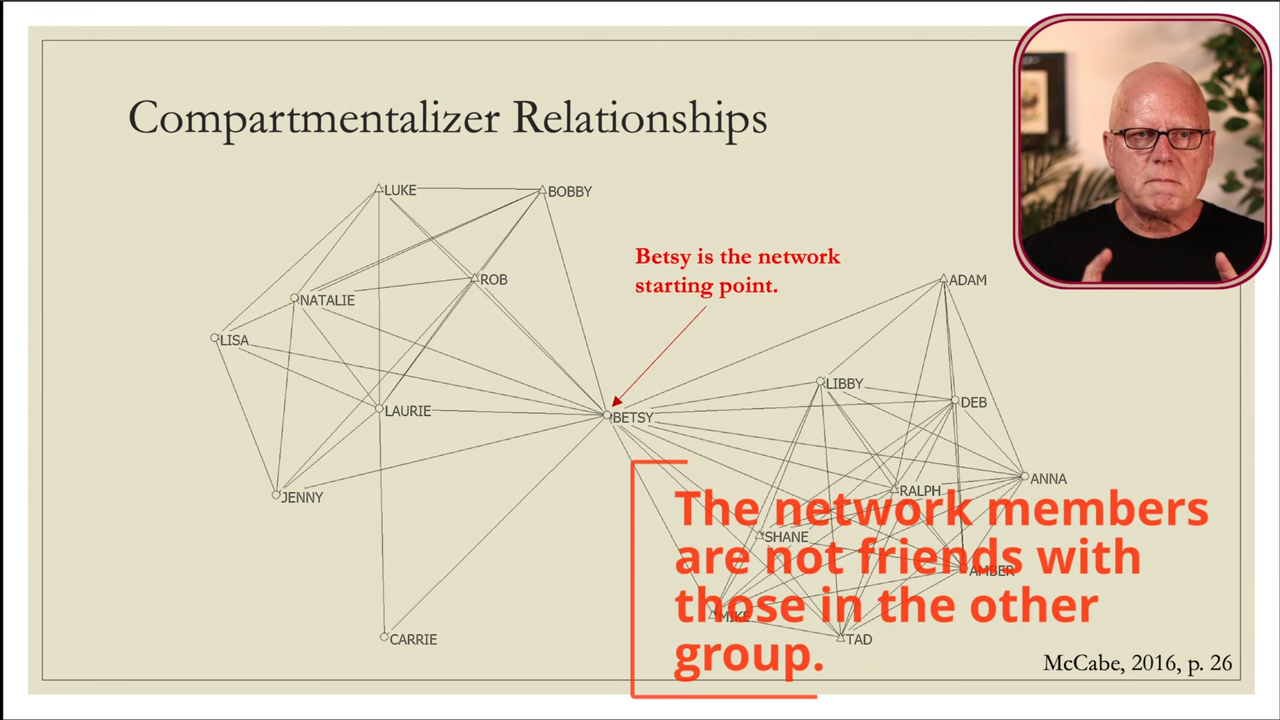 Compartmentalizer Relationships
LUKE
BOBBY
Betsy is the network
starting point.
ROB
ADAM
NATALIE
LISA
LIBBY
DEB
LAURIE
BETSY
ANNA
RALPH
JENNY
The network members
are not friends with
those in the other
group.
SHANE
AMBER
MIKE
TAD
CARRIE
McCabe, 2016, p. 26